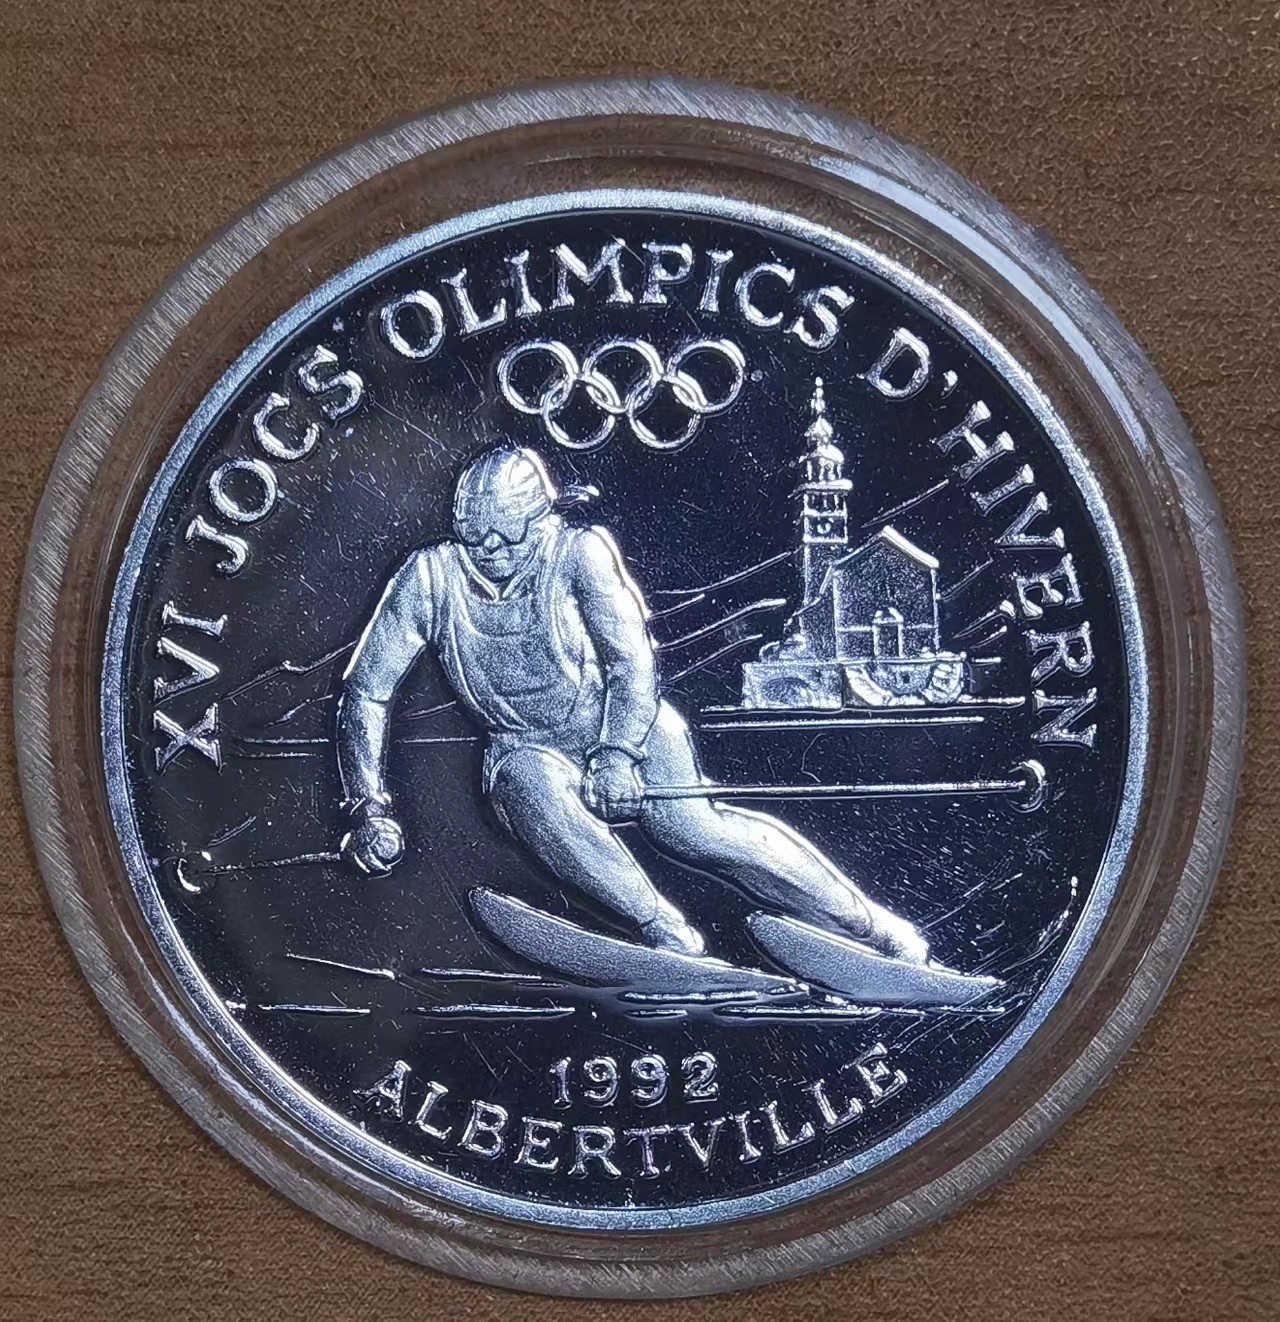 XVI JOCS OLIMPICS D'HIVERN
1992
ALBERTVILLE